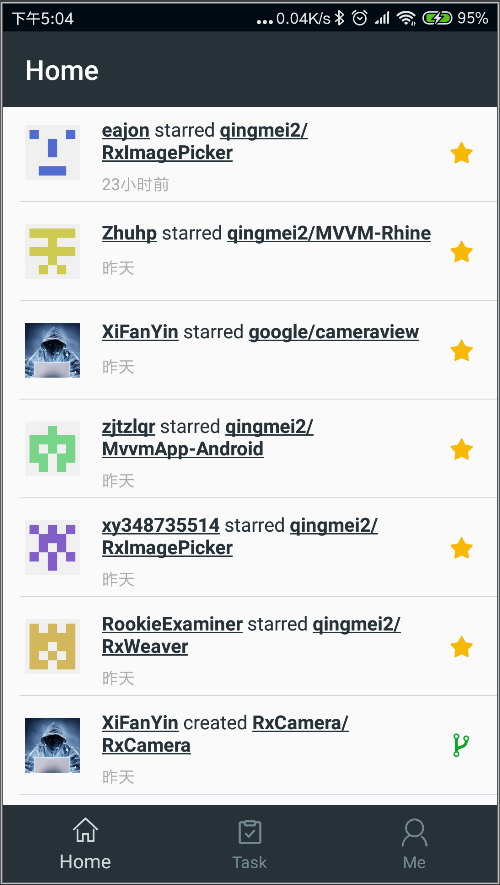 下午5:04
...0.04K/s
95%
Home
eajon starred qingmei2/
RxImagePicker
23小时前
Zhuhp starred qingmei2/MVVM-Rhine
昨天
XiFanYin starred google/cameraview
昨天
zjtzlqr starred qingmei2/
MvvmApp-Android
昨天
xy348735514 starred qingmei2/
RxImagePicker
昨天
RookieExaminer starred qingmei2/
RxWeaver
昨天
XiFanYin created RxCamera/
RxCamera
昨天
Home
Task
Me